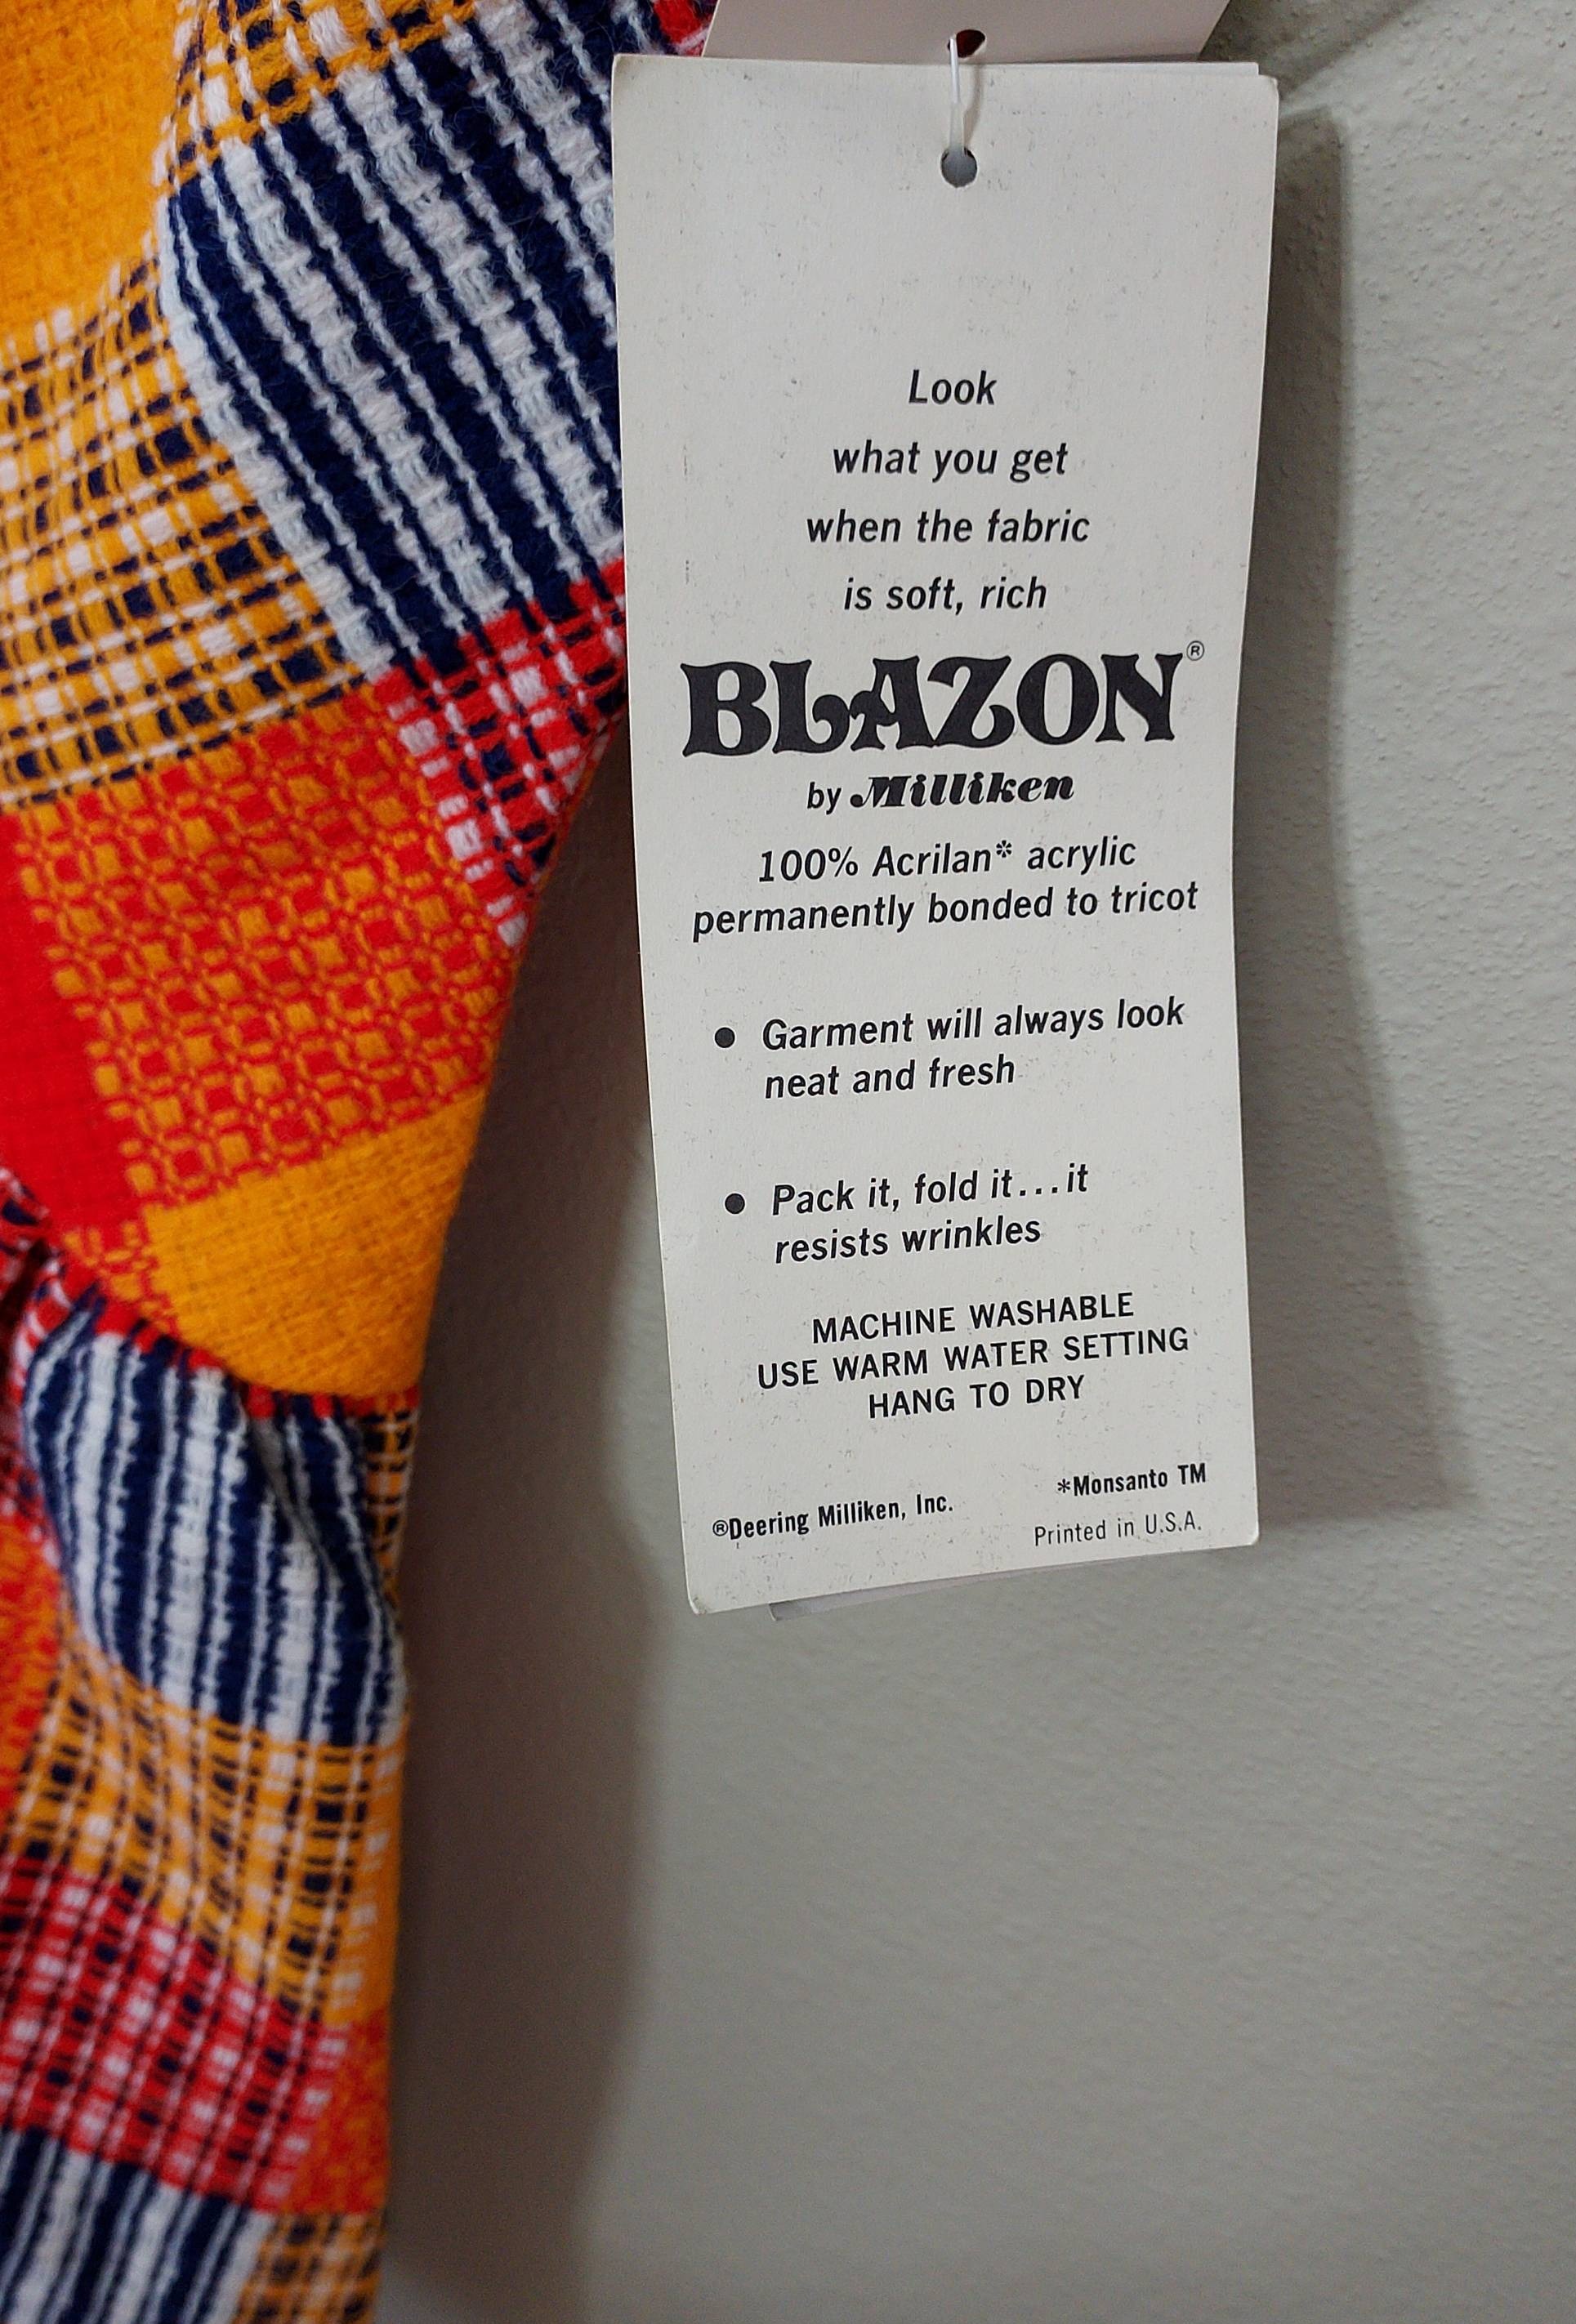 Look
what you get
when the fabric
is soft, rich
BLAZON®
by Milliken
100% Acrilan* acrylic
permanently bonded to tricot
● Garment will always look
neat and fresh
● Pack it, fold it...it
resists wrinkles
MACHINE WASHABLE
USE WARM WATER SETTING
HANG TO DRY
®Deering Milliken, Inc.
*Monsanto TM
Printed in U.S.A.